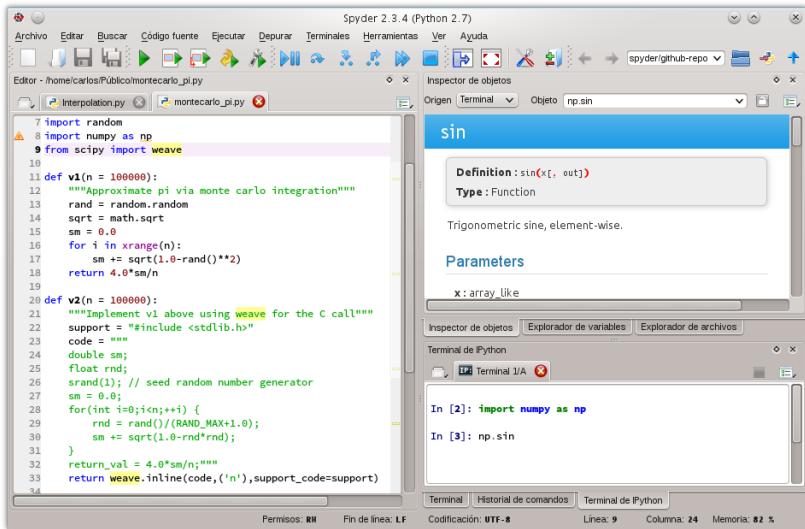 Spyder 2.3.4 (Python 2.7)
Archivo Editar Buscar Código fuente Ejecutar Depurar Terminales Herramientas Ver Ayuda
spyder/github-repo
Editor - /home/carlos/Público/montecarlo_pi.py
Interpolation.py montecarlo_pi.py
7 import random
8 import numpy as np
9 from scipy import weave
10
11 def v1(n = 100000):
12 """Approximate pi via monte carlo integration"""
13 rand = random.random
14 sqrt = math.sqrt
15 sm = 0.0
16 for i in xrange(n):
17 sm += sqrt(1.0-rand()**2)
18 return 4.0*sm/n
19
20 def v2(n = 100000):
21 """Implement v1 above using weave for the C call"""
22 support = "#include <stdlib.h>"
23 code = """
24 double sm;
25 float rnd;
26 srand(1); // seed random number generator
27 sm = 0.0;
28 for(int i=0;i<n;++i) {
29 rnd = rand()/(RAND_MAX+1.0);
30 sm += sqrt(1.0-rnd*rnd);
31 }
32 return_val = 4.0*sm/n;"""
33 return weave.inline(code,('n'),support_code=support)
34
Inspector de objetos
Origen Terminal Objeto np.sin
sin
Definition : sin(x[, out])
Type : Function
Trigonometric sine, element-wise.
Parameters
x : array_like
Inspector de objetos Explorador de variables Explorador de archivos
Terminal de IPython
IP: Terminal 1/A
In [2]: import numpy as np
In [3]: np.sin
Terminal Historial de comandos Terminal de IPython
Permisos: RW Fin de línea: LF Codificación: UTF-8 Línea: 9 Columna: 24 Memoria: 82 %